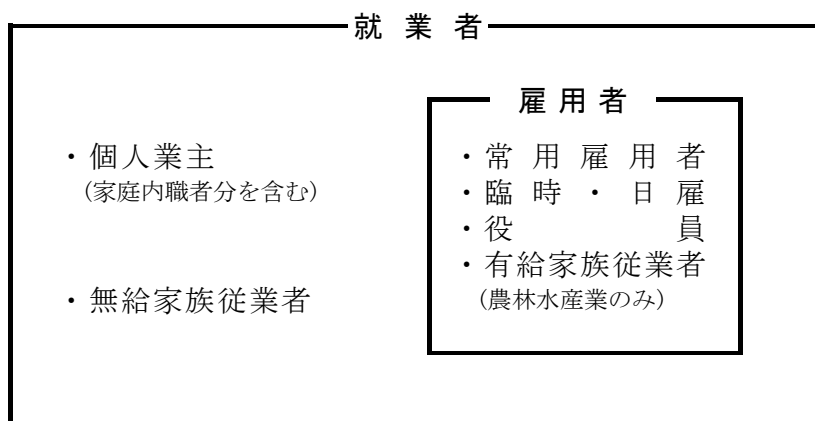 就業者
雇用者
・個人業主
(家庭内職者分を含む)
・無給家族従業者
・常用雇用者
・臨時・日雇
・役員
・有給家族従業者
(農林水産業のみ)